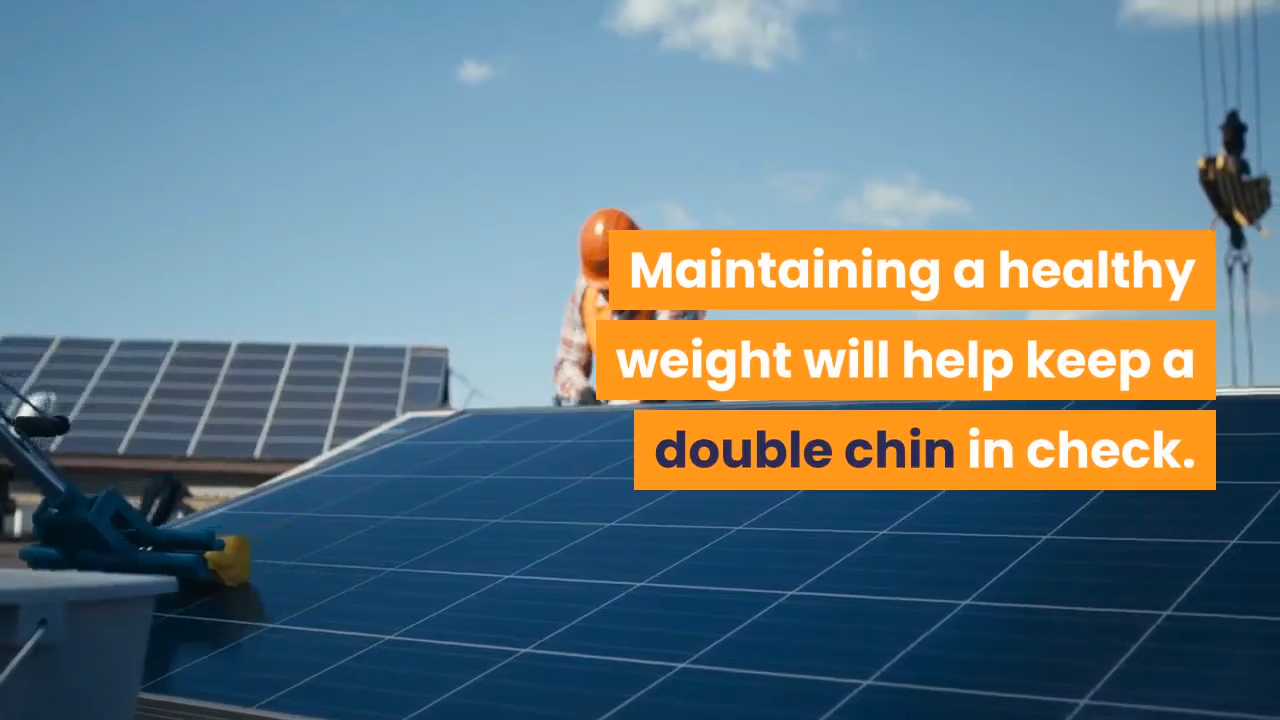 Maintaining a healthy
weight will help keep a
double chin in check.